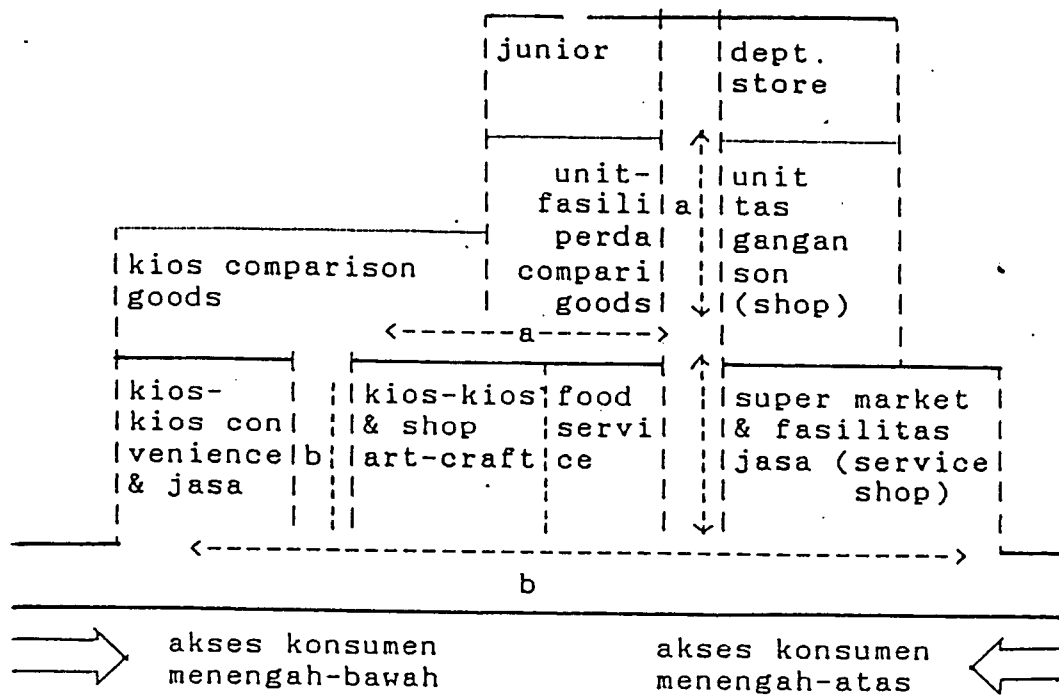 junior dept.
store
unit- unit
fasili a tas
perda gangan
compari son
goods (shop)
kios comparison
goods
a
kios-
kios con
venience
& jasa
b
kios-kios
& shop
art-craft
food
servi
ce
super market
& fasilitas
jasa (service
shop)
b
akses konsumen
menengah-bawah
akses konsumen
menengah-atas